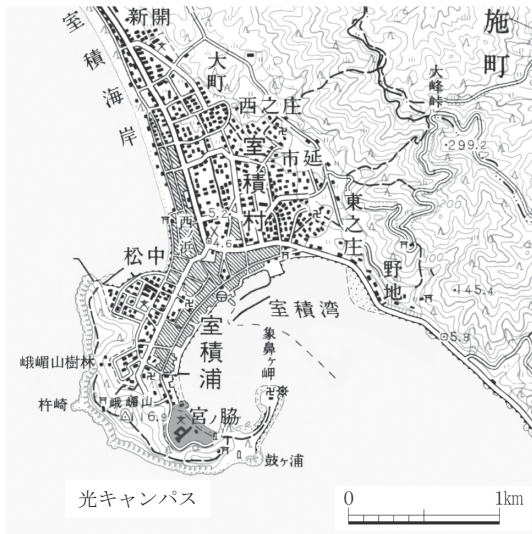 新開
室積海岸
大町
施町
大峰峠
西之庄
・299.2
室積村
市延
5.2
4.6
西浜
東之庄
松中
野地
・145.4
室積湾
5.8
室積浦
象鼻ヶ岬
峨嵋山樹林
杵崎
峨嵋山
116.9
宮ノ脇
鼓ヶ浦
光キャンパス
0 1km